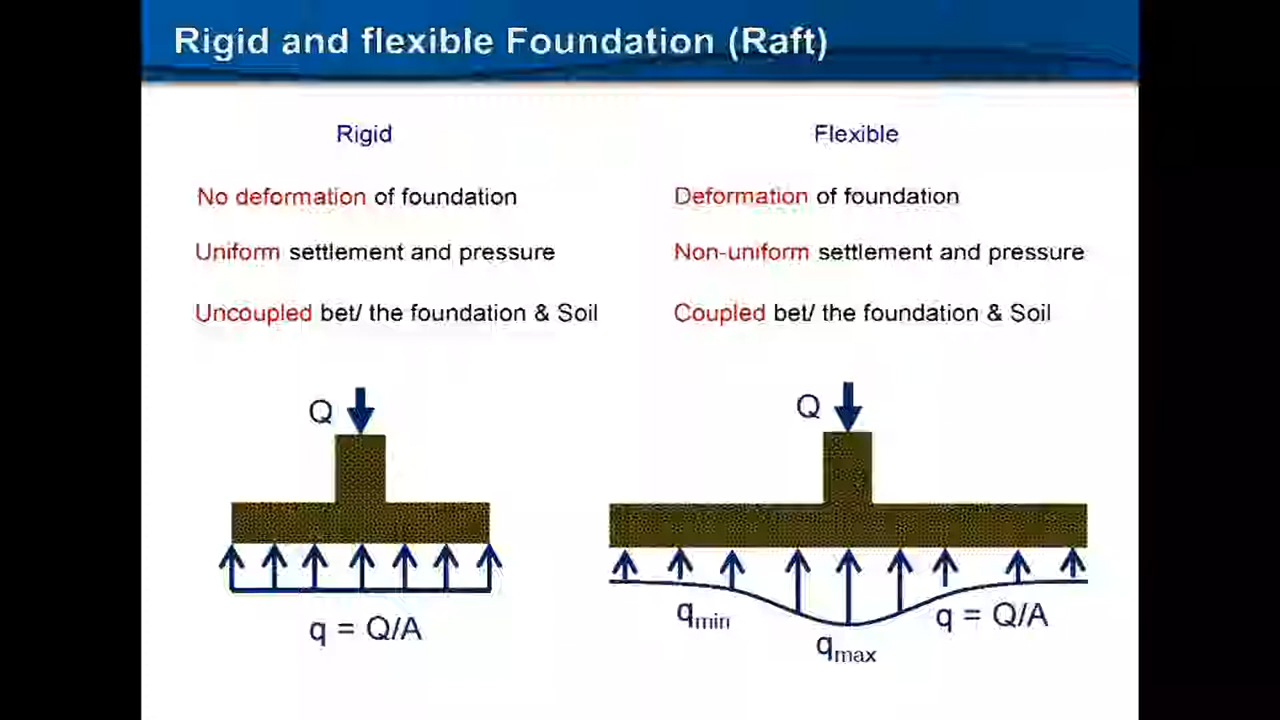 Rigid and flexible Foundation (Raft)
Rigid
No deformation of foundation
Uniform settlement and pressure
Uncoupled bet/ the foundation & Soil
Q
q = Q/A
Flexible
Deformation of foundation
Non-uniform settlement and pressure
Coupled bet/ the foundation & Soil
Q
qmin
qmax
q = Q/A